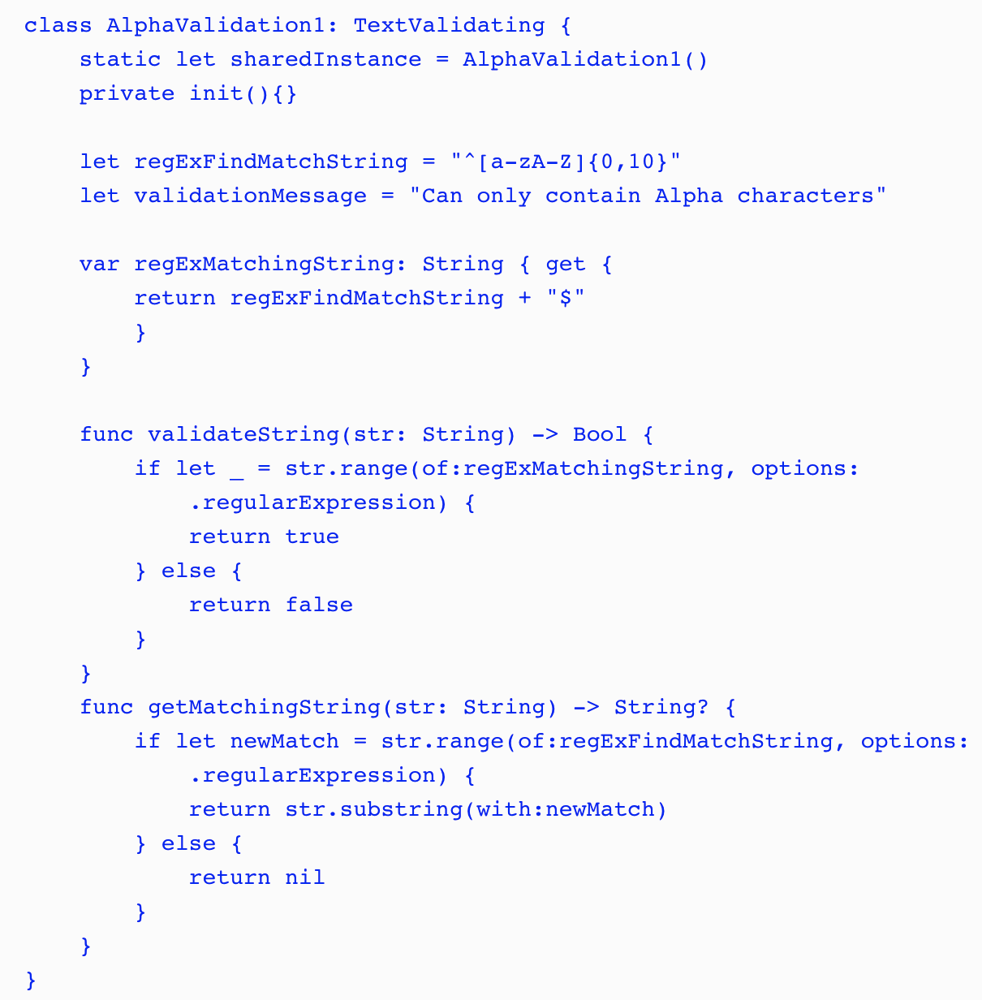 class AlphaValidation1: TextValidating {
    static let sharedInstance = AlphaValidation1()
    private init(){}

    let regExFindMatchString = "^[a-zA-Z]{0,10}"
    let validationMessage = "Can only contain Alpha characters"

    var regExMatchingString: String { get {
        return regExFindMatchString + "$"
        }
    }

    func validateString(str: String) -> Bool {
        if let _ = str.range(of:regExMatchingString, options:
            .regularExpression) {
            return true
        } else {
            return false
        }
    }
    func getMatchingString(str: String) -> String? {
        if let newMatch = str.range(of:regExFindMatchString, options:
            .regularExpression) {
            return str.substring(with:newMatch)
        } else {
            return nil
        }
    }
}